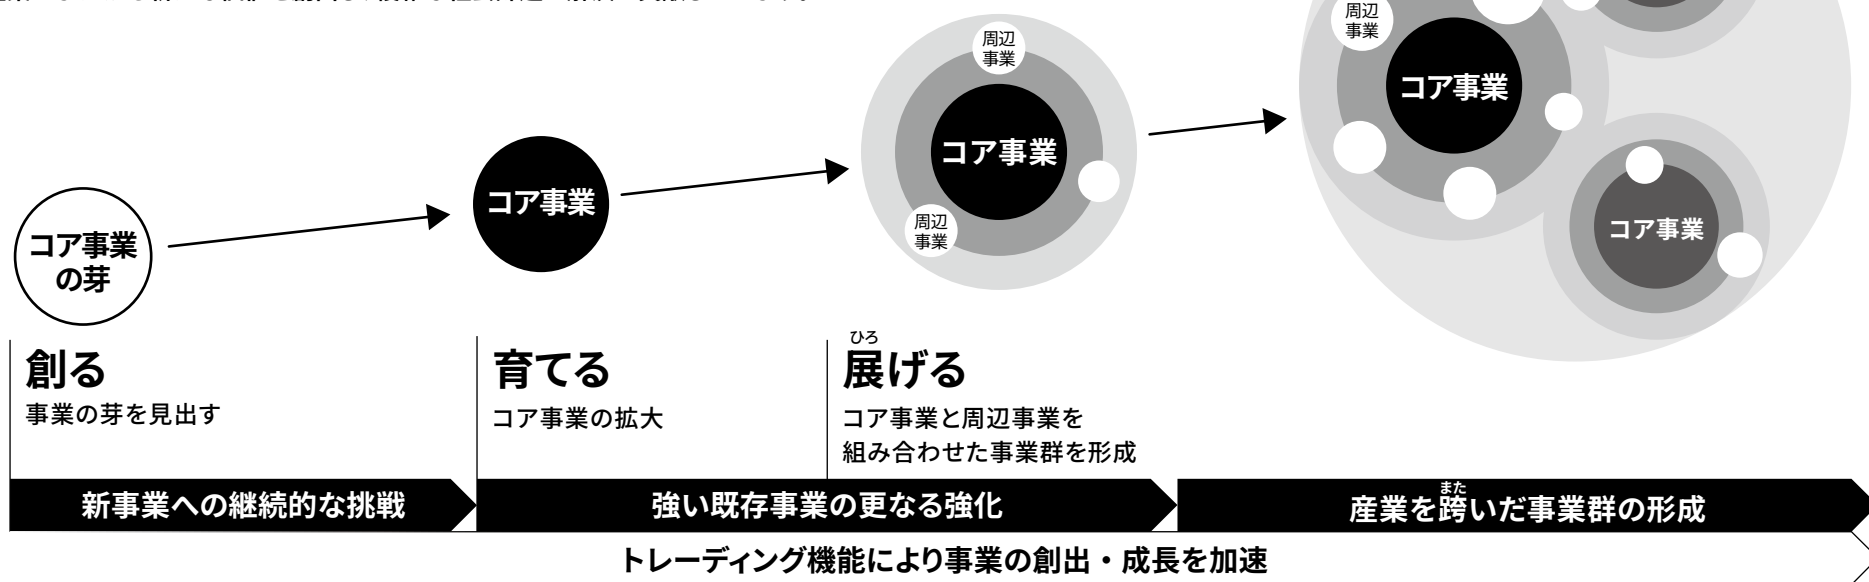 周辺
事業
コア事業
コア事業
周辺
事業
コア事業
周辺
事業
コア事業
の芽
コア事業
創る
事業の芽を見出す
育てる
コア事業の拡大
ひろ
展げる
コア事業と周辺事業を
組み合わせた事業群を形成
新事業への継続的な挑戦
強い既存事業の更なる強化
また
産業を跨いだ事業群の形成
トレーディング機能により事業の創出・成長を加速